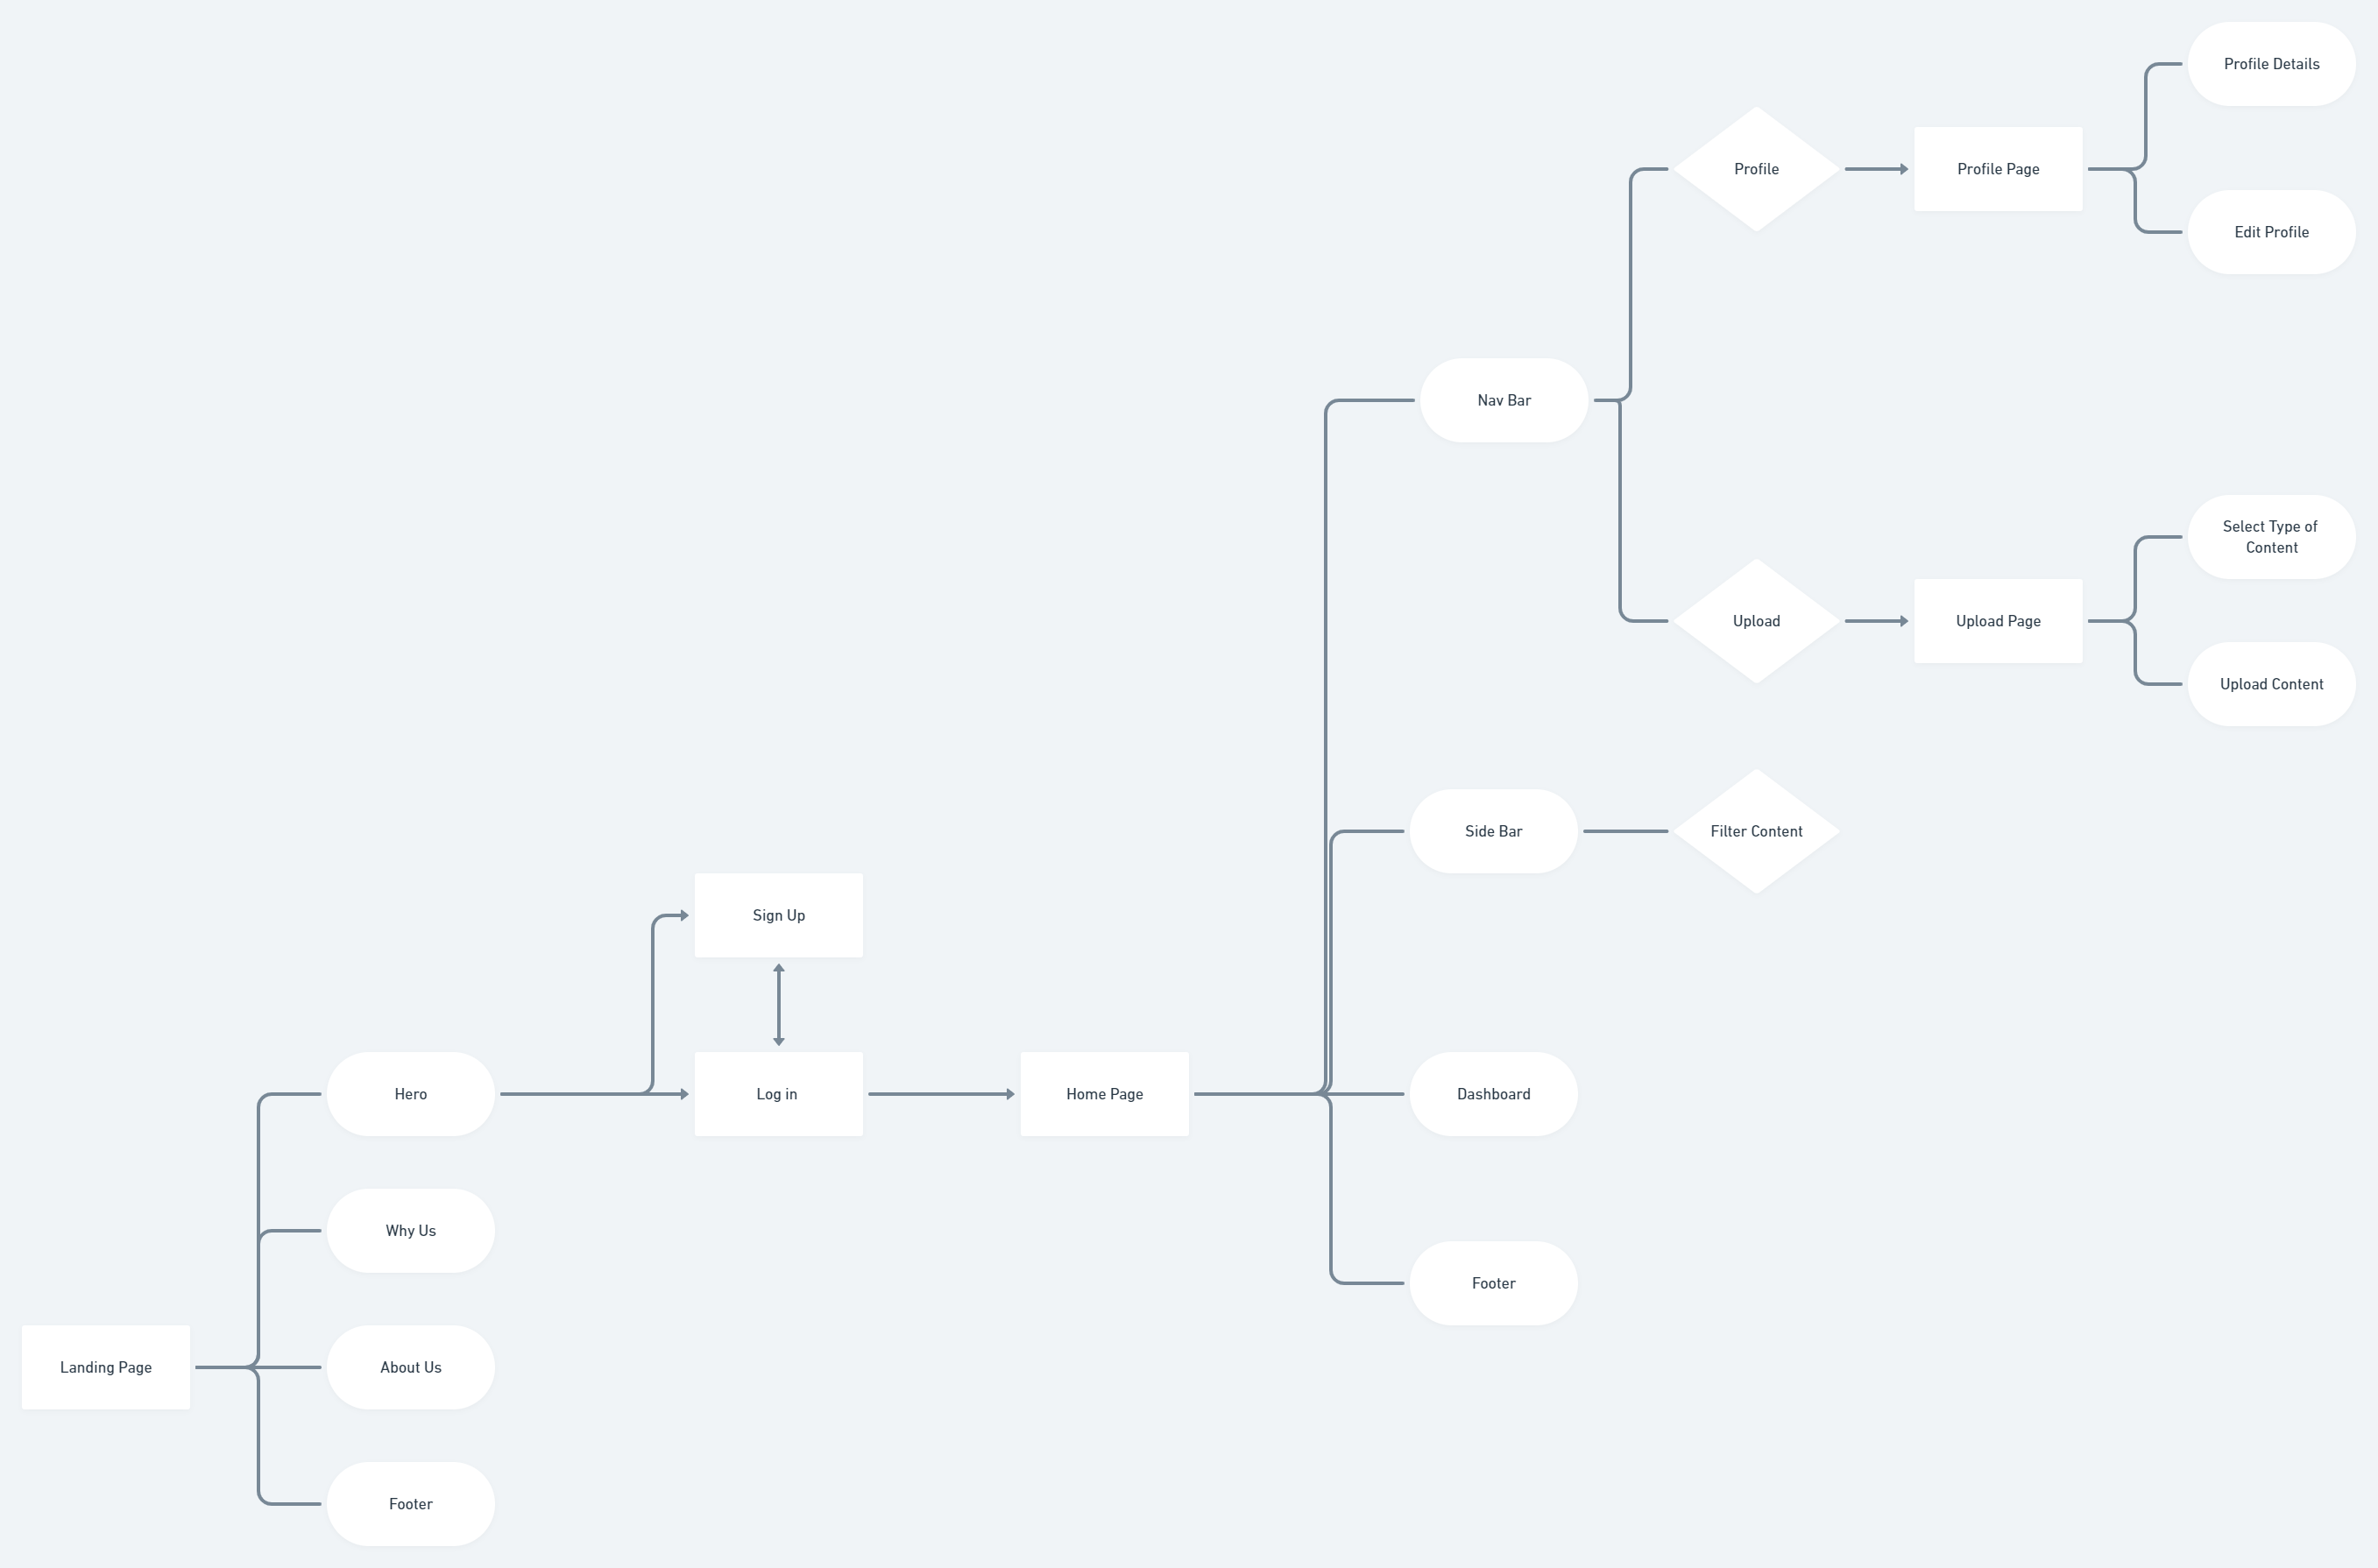 Profile Details
Profile
Profile Page
Edit Profile
Nav Bar
Select Type of
Content
Upload
Upload Page
Upload Content
Side Bar
Filter Content
Sign Up
Hero
Log in
Home Page
Dashboard
Why Us
Footer
Landing Page
About Us
Footer